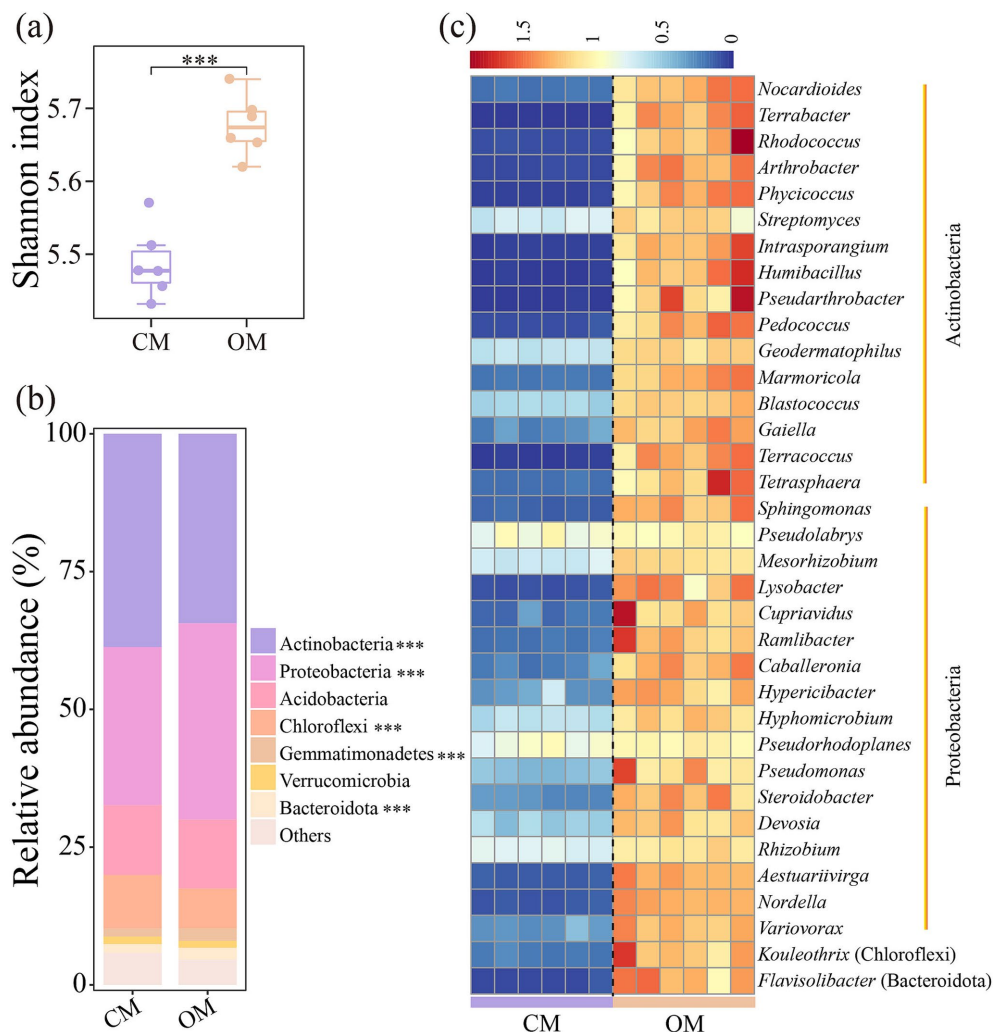 (a)
***
Shannon index
5.7
5.6
5.5
CM
OM
(b)
Relative abundance (%)
100
75
50
25
0
CM
OM
Actinobacteria ***
Proteobacteria ***
Acidobacteria
Chloroflexi ***
Gemmatimonadetes ***
Verrucomicrobia
Bacteroidota ***
Others
(c)
1.5
1
0.5
0
Nocardioides
Terrabacter
Rhodococcus
Arthrobacter
Phycicoccus
Streptomyces
Intrasporangium
Humibacillus
Pseudarthrobacter
Pedococcus
Geodermatophilus
Marmoricola
Blastococcus
Gaiella
Terracoccus
Tetrasphaera
Sphingomonas
Pseudolabrys
Mesorhizobium
Lysobacter
Cupriavidus
Ramlibacter
Caballeronia
Hypericibacter
Hyphomicrobium
Pseudorhodoplanes
Pseudomonas
Steroidobacter
Devosia
Rhizobium
Aestuariivirga
Nordella
Variovorax
Kouleothrix (Chloroflexi)
Flavisolibacter (Bacteroidota)
Actinobacteria
Proteobacteria
CM
OM